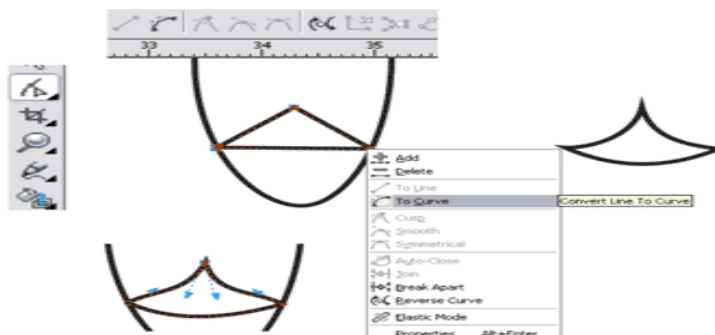 33 34 35
Add
Delete
To Line
To Curve
Convert Line To Curve
Cusp
Smooth
Symmetrical
Auto-Close
Join
Break Apart
Reverse Curve
Elastic Mode
Properties Alt+Enter